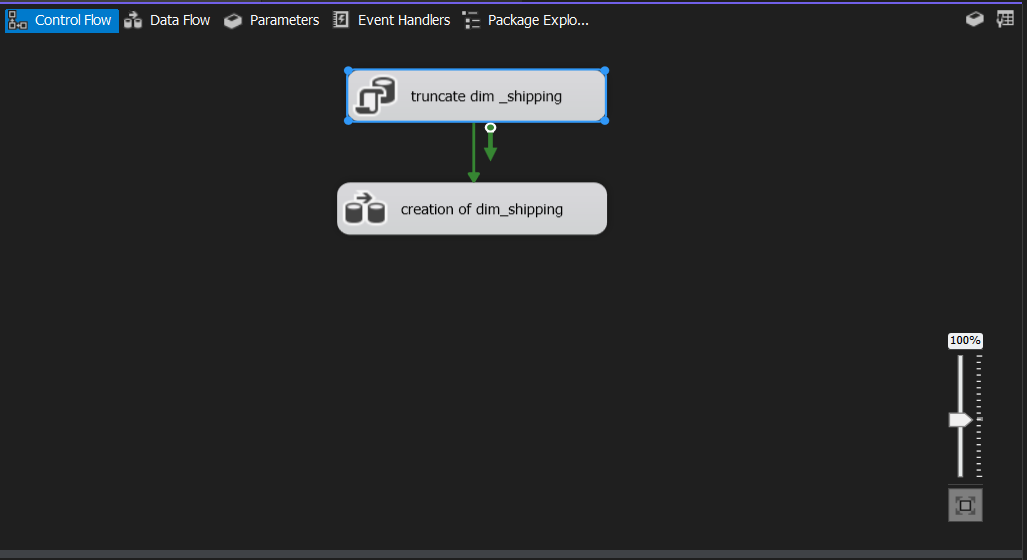 Control Flow Data Flow Parameters Event Handlers Package Explo...
truncate dim _shipping
creation of dim_shipping
100%